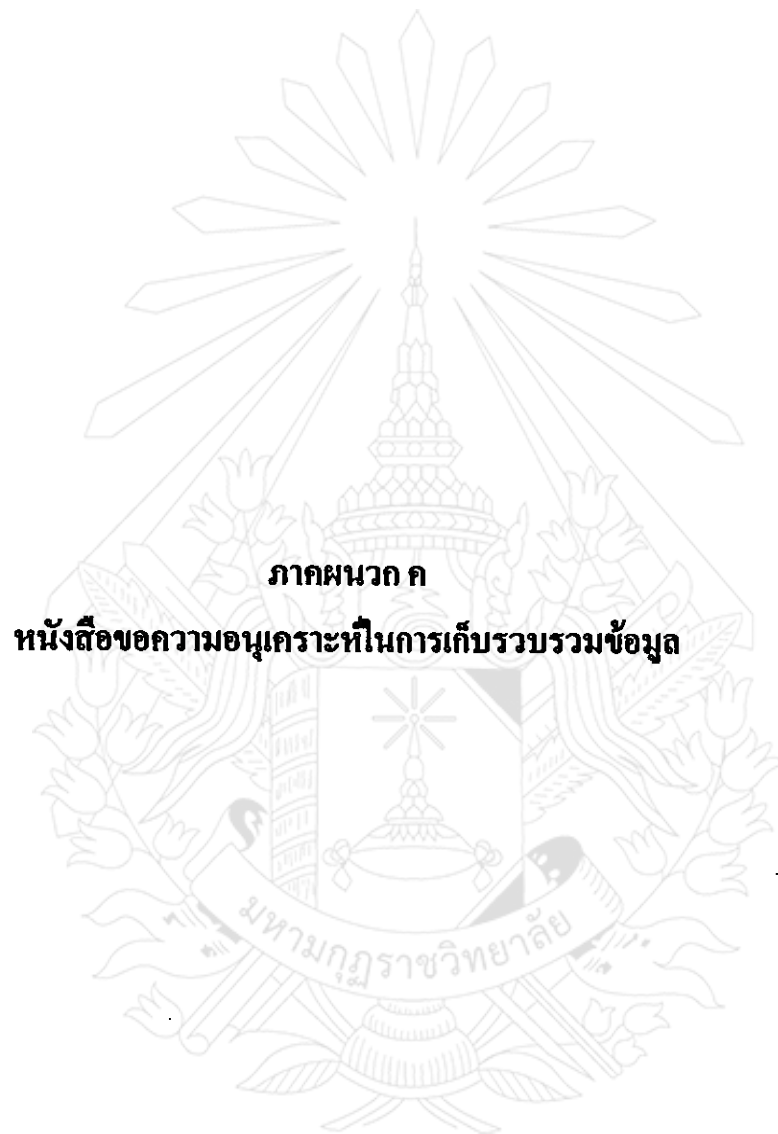 ภาคผนวก ค
หนังสือขอความอนุเคราะห์ในการเก็บรวบรวมข้อมูล
มหามกุฏราชวิทยาลัย